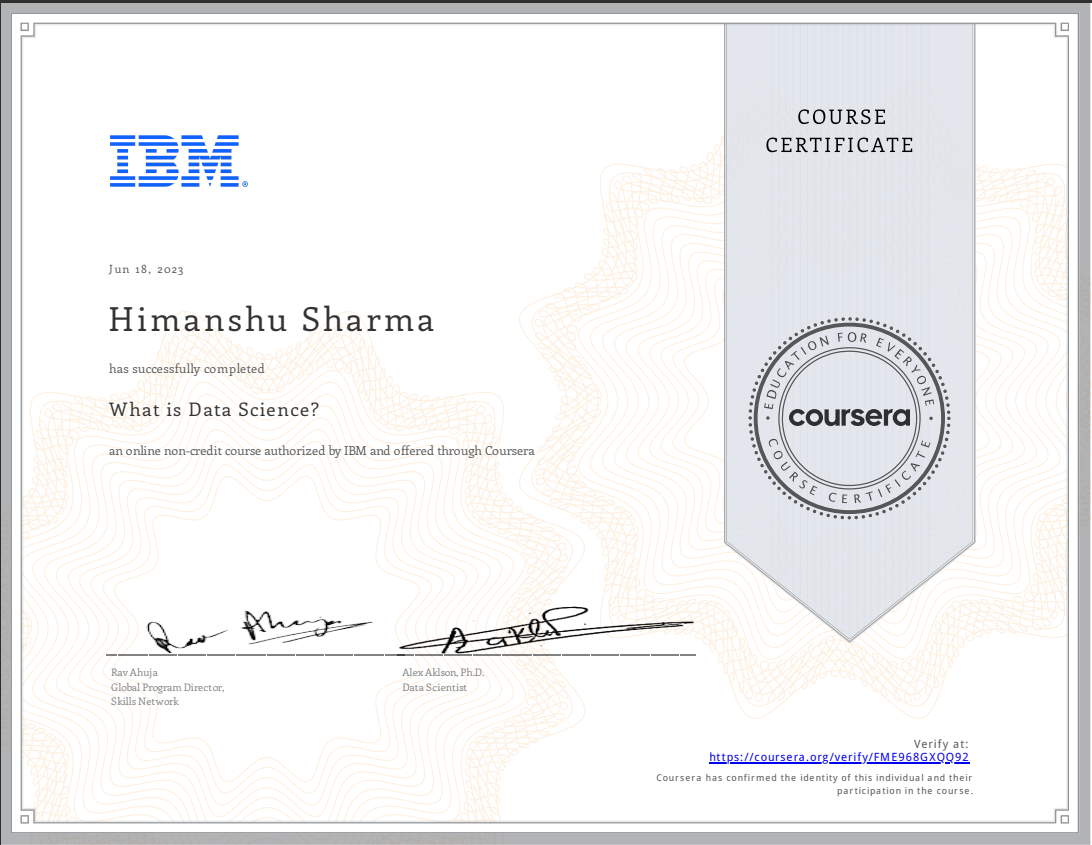 COURSE
CERTIFICATE
IBM®
Jun 18, 2023
Himanshu Sharma
has successfully completed
What is Data Science?
an online non-credit course authorized by IBM and offered through Coursera
EDUCATION FOR EVERYONE
coursera
COURSE CERTIFICATE
Rav Ahuja
Global Program Director,
Skills Network
Alex Aklson, Ph.D.
Data Scientist
Verify at:
https://coursera.org/verify/FME968GXQQ92
Coursera has confirmed the identity of this individual and their
participation in the course.